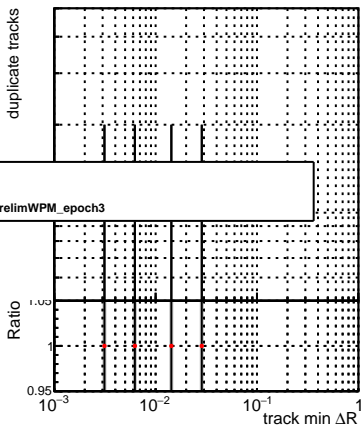 duplicate tracks
relimWPM_epoch3
Ratio
1.05
1
0.95
10⁻³
10⁻²
10⁻¹
1
track min ΔR